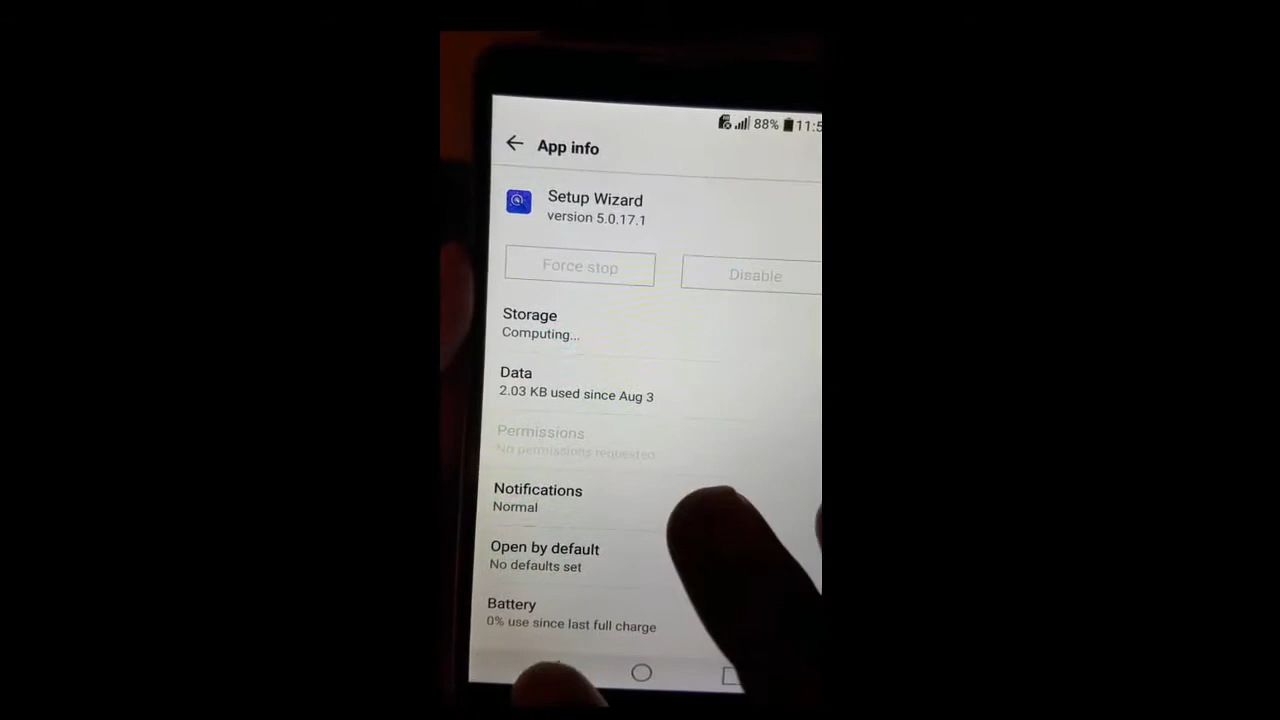 88% 11:5
App info
Setup Wizard
version 5.0.17.1
Force stop
Disable
Storage
Computing...
Data
2.03 KB used since Aug 3
Permissions
No permissions requested
Notifications
Normal
Open by default
No defaults set
Battery
0% use since last full charge